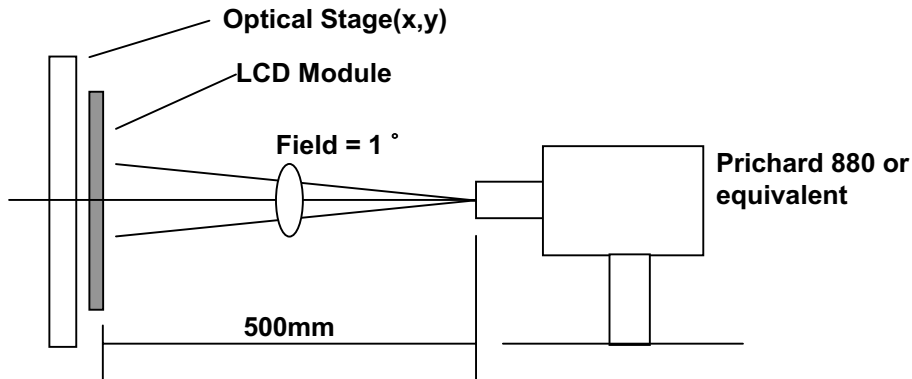 Optical Stage(x,y)
LCD Module
Field = 1 ˚
Prichard 880 or
equivalent
500mm